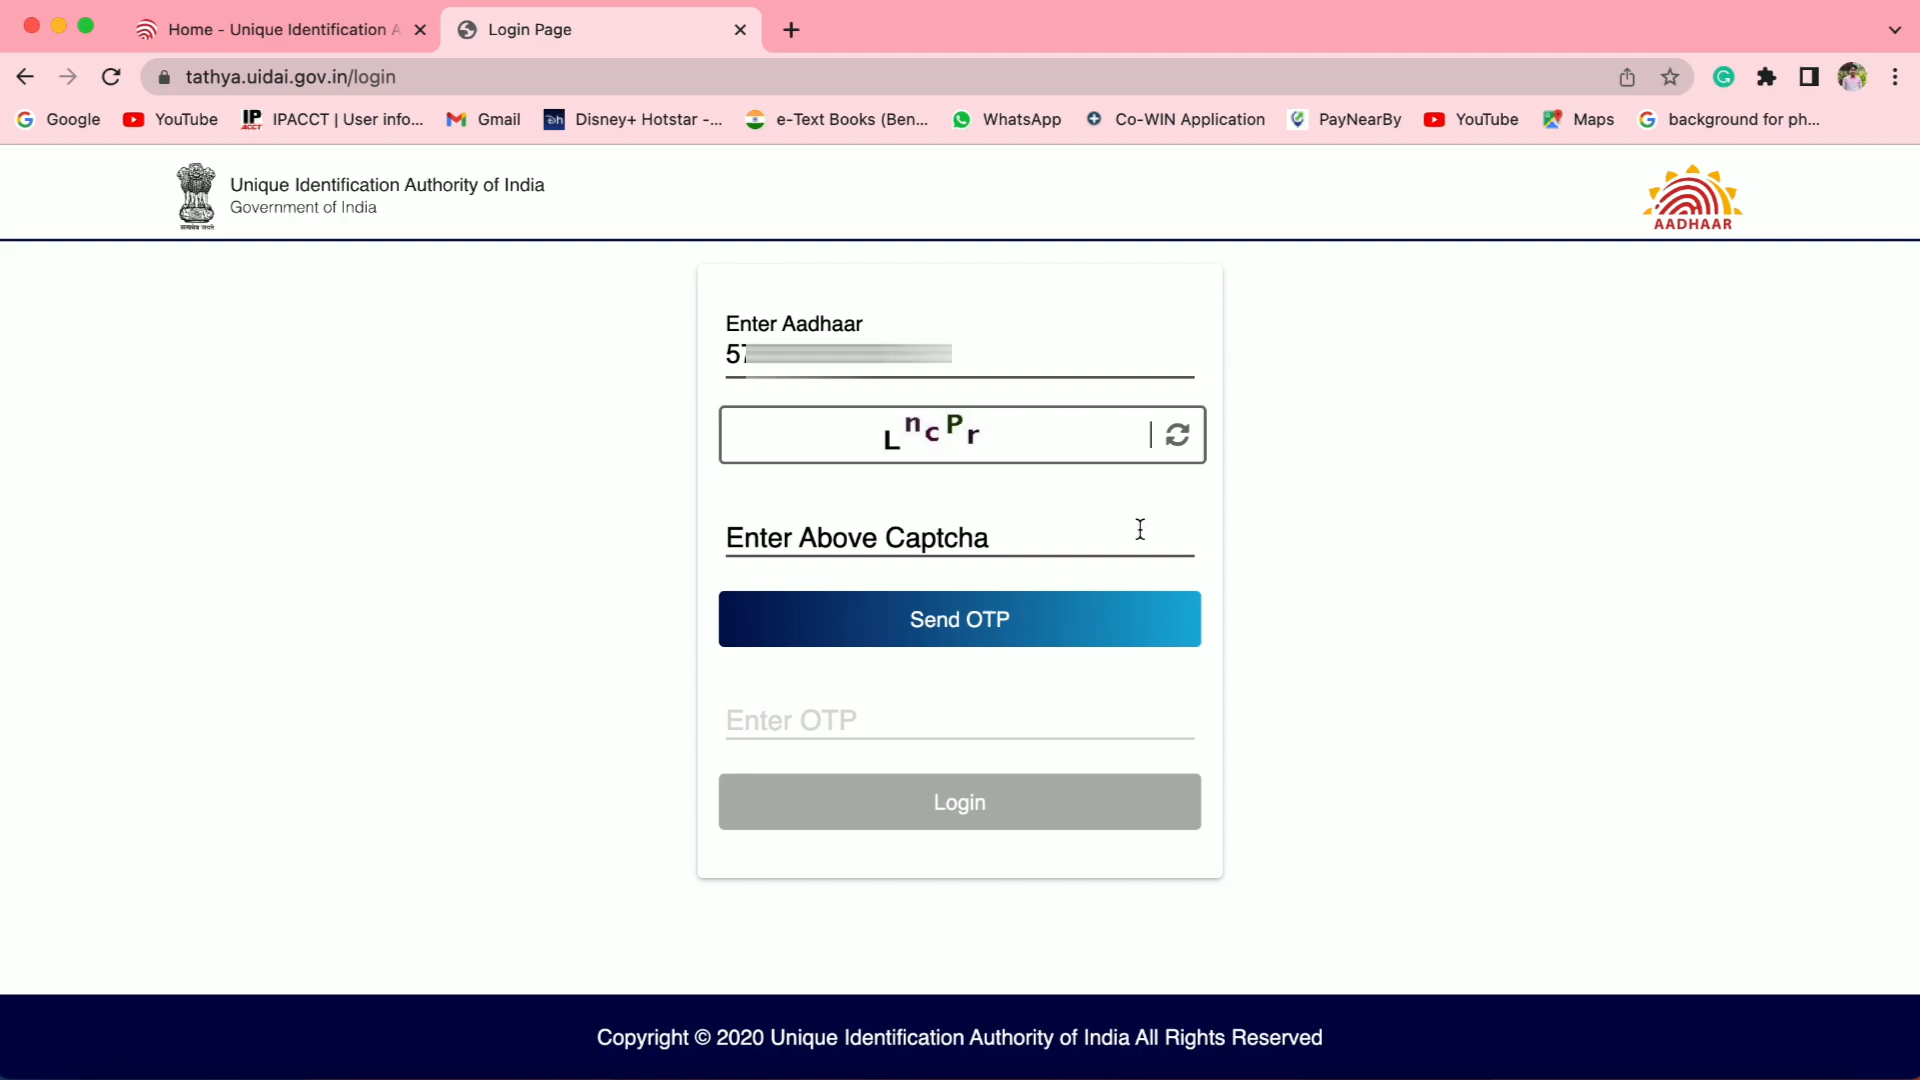 Home - Unique Identification A
Login Page
tathya.uidai.gov.in/login
Google
YouTube
IPACCT | User info...
Gmail
Disney+ Hotstar -...
e-Text Books (Ben...
WhatsApp
Co-WIN Application
PayNearBy
YouTube
Maps
background for ph...
सत्यमेव जयते
Unique Identification Authority of India
Government of India
AADHAAR
Enter Aadhaar
57
LncPr
Enter Above Captcha
Send OTP
Enter OTP
Login
Copyright © 2020 Unique Identification Authority of India All Rights Reserved